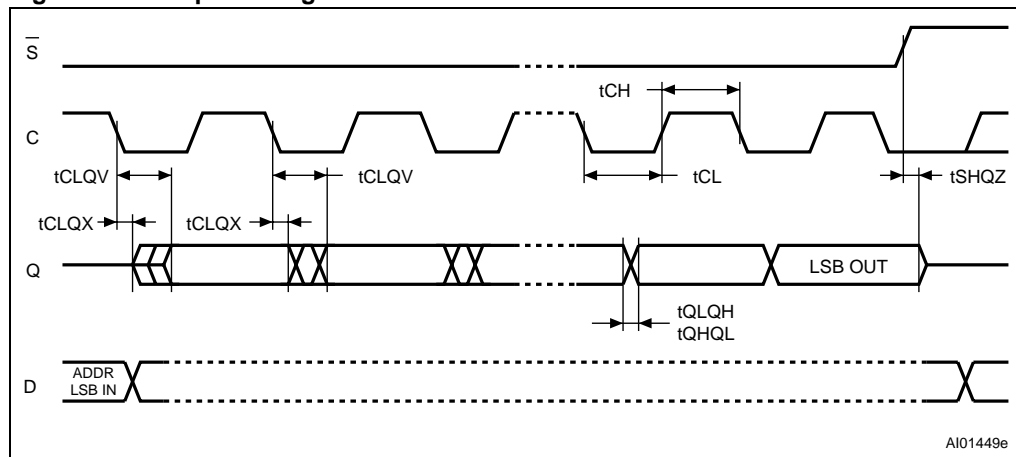 S
tCH
C
tCLQV
tCLQV
tCL
tSHQZ
tCLQX
tCLQX
Q
LSB OUT
tQLQH
tQHQL
ADDR
LSB IN
D
AI01449e